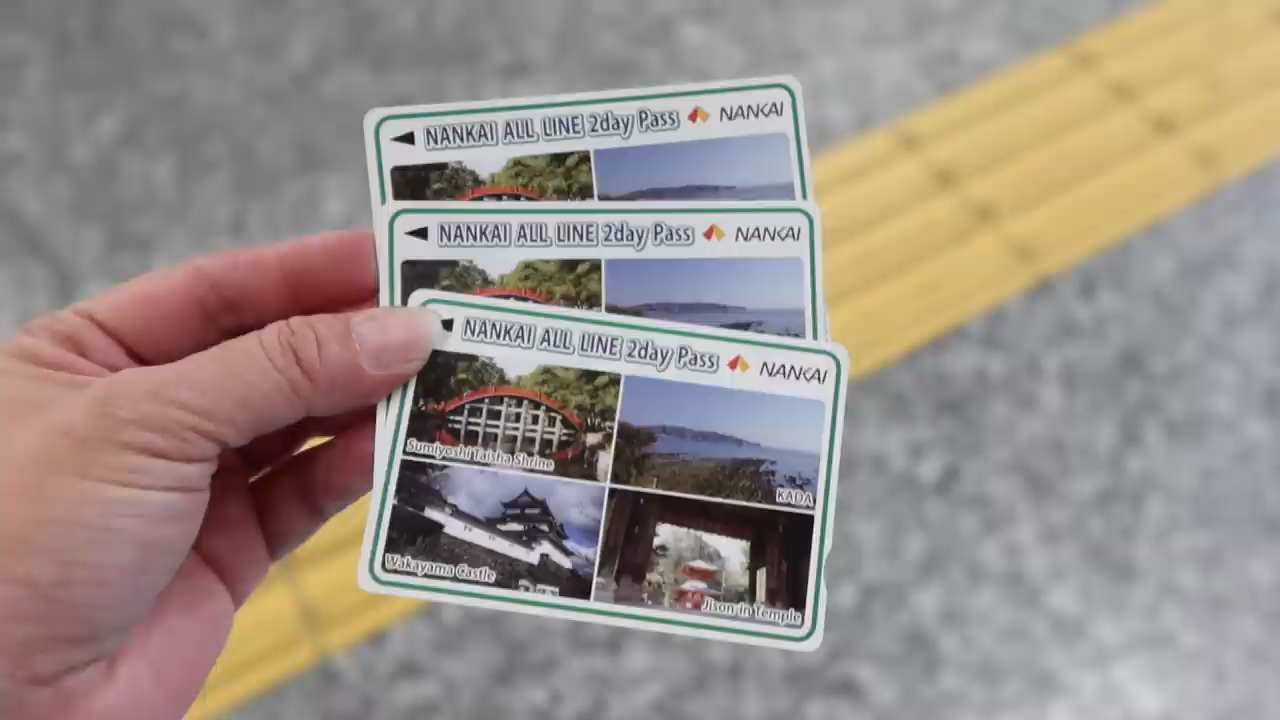 NANKAI ALL LINE 2day Pass NANKAI
NANKAI ALL LINE 2day Pass NANKAI
NANKAI ALL LINE 2day Pass NANKAI
Sumiyoshi Taisha Shrine
KADA
Wakayama Castle
Jison in Temple